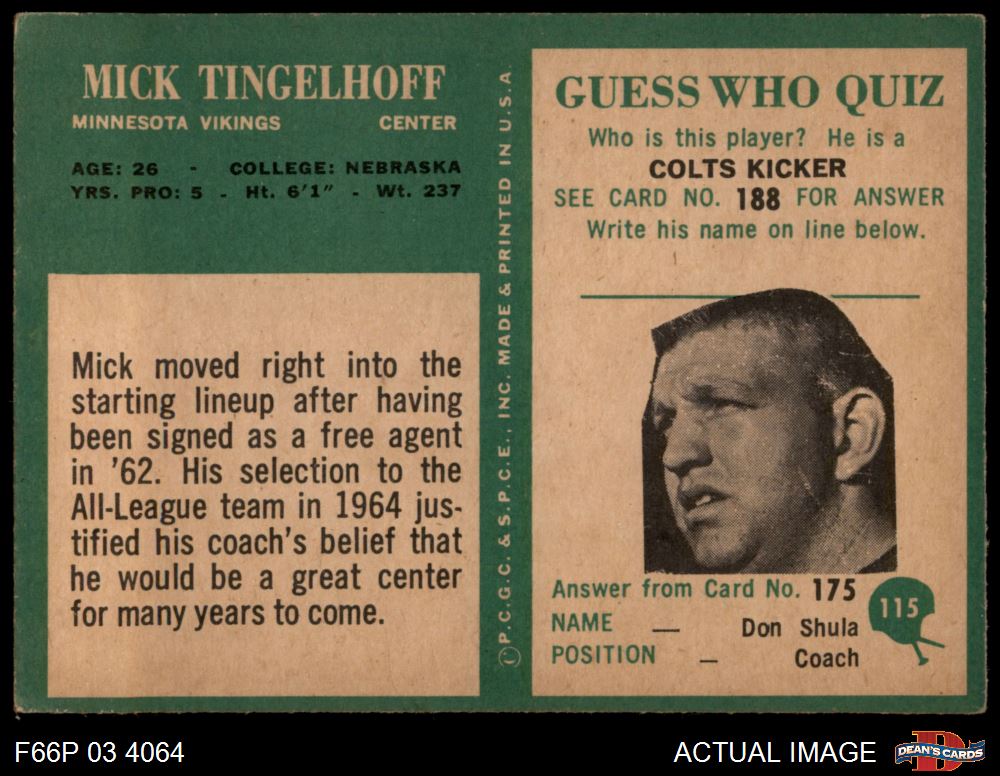 MICK TINGELHOFF
MINNESOTA VIKINGS CENTER
AGE: 26 - COLLEGE: NEBRASKA
YRS. PRO: 5 - Ht. 6'1" - Wt. 237
Mick moved right into the
starting lineup after having
been signed as a free agent
in '62. His selection to the
All-League team in 1964 jus-
tified his coach's belief that
he would be a great center
for many years to come.
©P.C.G.C. & S.P.C.E., INC. MADE & PRINTED IN U.S.A.
GUESS WHO QUIZ
Who is this player? He is a
COLTS KICKER
SEE CARD NO. 188 FOR ANSWER
Write his name on line below.
Answer from Card No. 175
NAME — Don Shula
POSITION — Coach
115
F66P 03 4064
ACTUAL IMAGE
DEAN'S CARDS